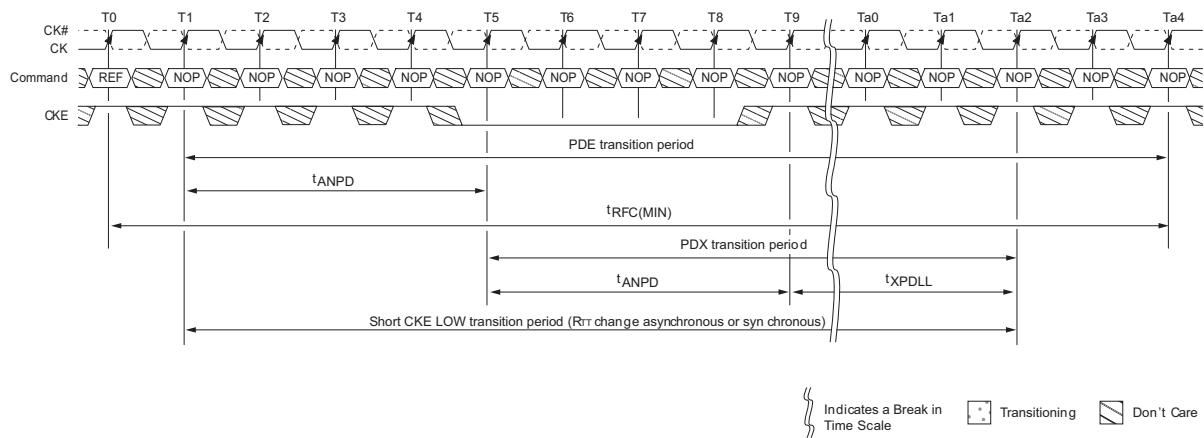 T0 T1 T2 T3 T4 T5 T6 T7 T8 T9 Ta0 Ta1 Ta2 Ta3 Ta4
CK#
CK
Command REF NOP NOP NOP NOP NOP NOP NOP NOP NOP NOP NOP NOP NOP NOP
CKE
PDE transition period
tANPD
tRFC(MIN)
PDX transition period
tANPD tXPDLL
Short CKE LOW transition period (RTT change asynchronous or syn chronous)
Indicates a Break in
Time Scale
Transitioning
Don't Care